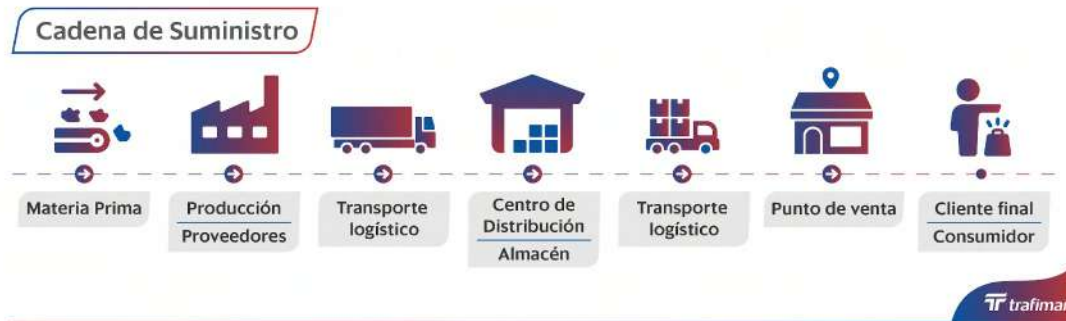 Cadena de Suministro
Materia Prima
Producción
Proveedores
Transporte
logístico
Centro de
Distribución
Almacén
Transporte
logístico
Punto de venta
Cliente final
Consumidor
trafimar